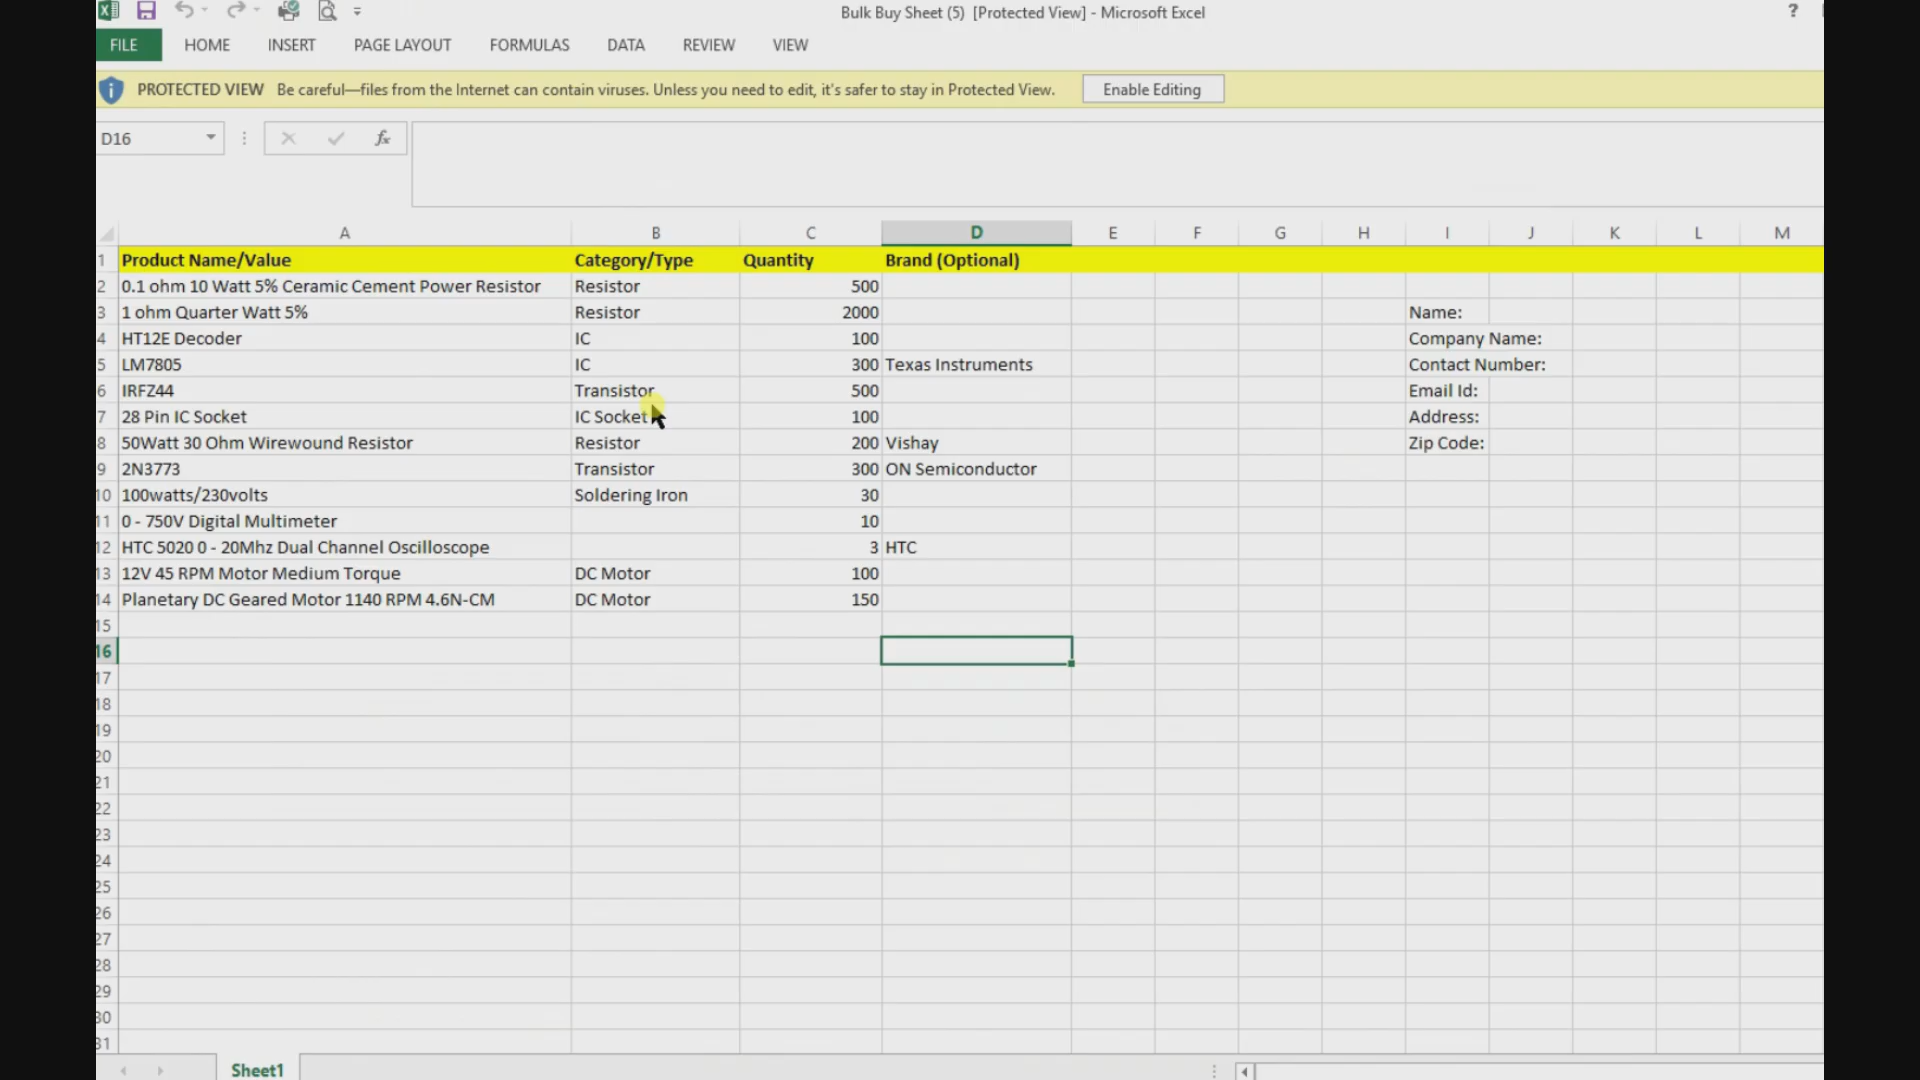 Bulk Buy Sheet (5) [Protected View] - Microsoft Excel ?
FILE HOME INSERT PAGE LAYOUT FORMULAS DATA REVIEW VIEW
PROTECTED VIEW Be careful—files from the Internet can contain viruses. Unless you need to edit, it's safer to stay in Protected View. Enable Editing
D16 fx
A B C D E F G H I J K L M
1 Product Name/Value Category/Type Quantity Brand (Optional)
2 0.1 ohm 10 Watt 5% Ceramic Cement Power Resistor Resistor 500
3 1 ohm Quarter Watt 5% Resistor 2000 Name:
4 HT12E Decoder IC 100 Company Name:
5 LM7805 IC 300 Texas Instruments Contact Number:
6 IRFZ44 Transistor 500 Email Id:
7 28 Pin IC Socket IC Socket 100 Address:
8 50Watt 30 Ohm Wirewound Resistor Resistor 200 Vishay Zip Code:
9 2N3773 Transistor 300 ON Semiconductor
10 100watts/230volts Soldering Iron 30
11 0 - 750V Digital Multimeter 10
12 HTC 5020 0 - 20Mhz Dual Channel Oscilloscope 3 HTC
13 12V 45 RPM Motor Medium Torque DC Motor 100
14 Planetary DC Geared Motor 1140 RPM 4.6N-CM DC Motor 150
15
16
17
18
19
20
21
22
23
24
25
26
27
28
29
30
31
Sheet1